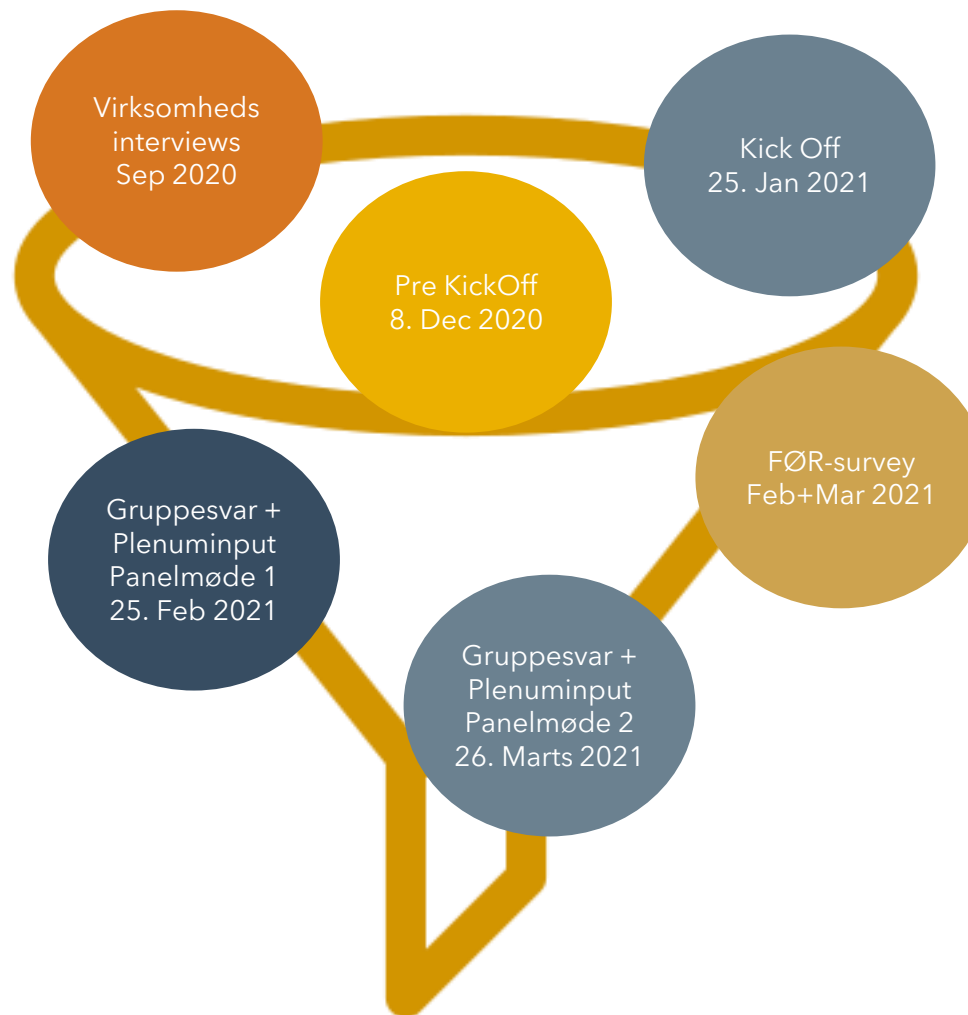 Virksomheds
interviews
Sep 2020
Kick Off
25. Jan 2021
Pre KickOff
8. Dec 2020
FØR-survey
Feb+Mar 2021
Gruppesvar +
Plenuminput
Panelmøde 1
25. Feb 2021
Gruppesvar +
Plenuminput
Panelmøde 2
26. Marts 2021